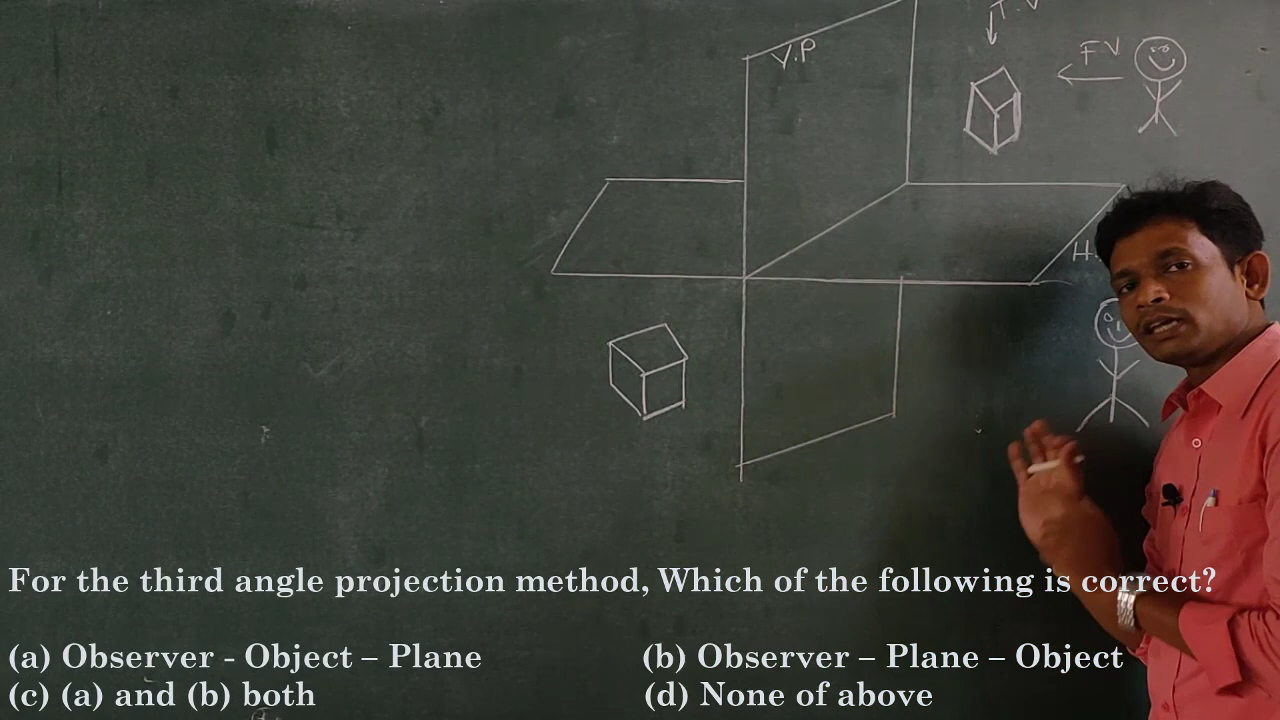 T.V
V.P
FV
H.
For the third angle projection method, Which of the following is correct?
(a) Observer - Object – Plane
(b) Observer – Plane – Object
(c) (a) and (b) both
(d) None of above